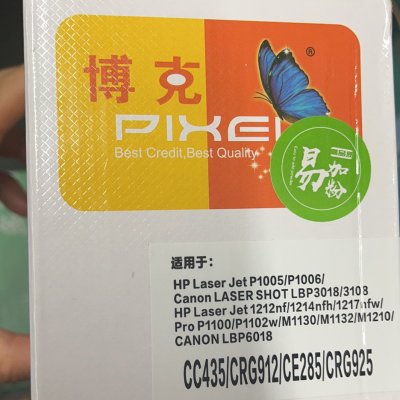 博克
®
PIXEL
Best Credit,Best Quality
易加粉
适用于：
HP Laser Jet P1005/P1006/
Canon LASER SHOT LBP3018/3108
HP Laser Jet 1212nf/1214nfh/1217nfw/
Pro P1100/P1102w/M1130/M1132/M1210/
CANON LBP6018
CC435/CRG912/CE285/CRG925